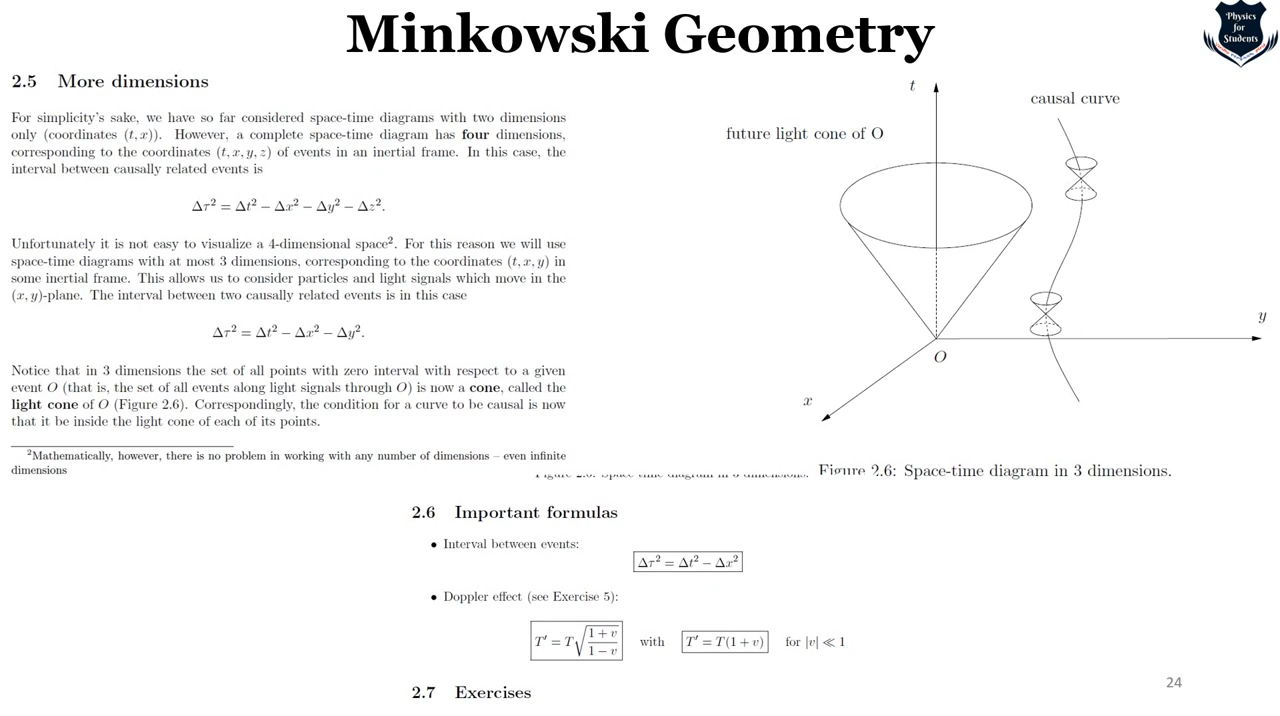 Minkowski Geometry
Physics
for
Students
2.5 More dimensions
For simplicity's sake, we have so far considered space-time diagrams with two dimensions
only (coordinates (t, x)). However, a complete space-time diagram has four dimensions,
corresponding to the coordinates (t, x, y, z) of events in an inertial frame. In this case, the
interval between causally related events is
Δτ² = Δt² − Δx² − Δy² − Δz².
Unfortunately it is not easy to visualize a 4-dimensional space². For this reason we will use
space-time diagrams with at most 3 dimensions, corresponding to the coordinates (t, x, y) in
some inertial frame. This allows us to consider particles and light signals which move in the
(x, y)-plane. The interval between two causally related events is in this case
Δτ² = Δt² − Δx² − Δy².
Notice that in 3 dimensions the set of all points with zero interval with respect to a given
event O (that is, the set of all events along light signals through O) is now a cone, called the
light cone of O (Figure 2.6). Correspondingly, the condition for a curve to be causal is now
that it be inside the light cone of each of its points.
²Mathematically, however, there is no problem in working with any number of dimensions – even infinite
dimensions
t
causal curve
future light cone of O
y
O
x
Figure 2.6: Space-time diagram in 3 dimensions.
2.6 Important formulas
• Interval between events:
Δτ² = Δt² − Δx²
• Doppler effect (see Exercise 5):
T′ = T√((1 + v)/(1 − v)) with T′ = T(1 + v) for |v| ≪ 1
2.7 Exercises
24